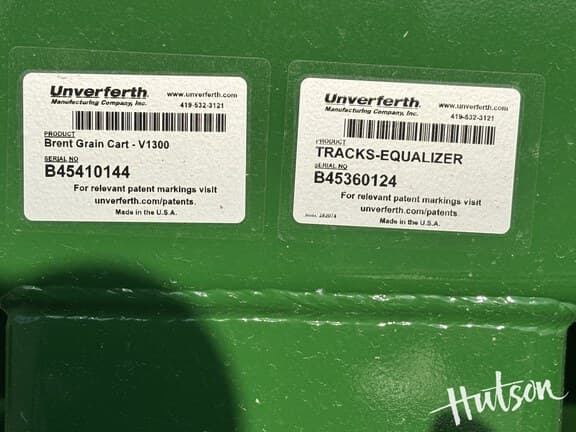 Unverferth
Manufacturing Company, Inc.
www.unverferth.com
419-532-3121
PRODUCT
Brent Grain Cart - V1300
SERIAL NO
B45410144
For relevant patent markings visit
unverferth.com/patents.
Made in the U.S.A.
Unverferth
Manufacturing Company, Inc.
www.unverferth.com
419-532-3121
PRODUCT
TRACKS-EQUALIZER
SERIAL NO
B45360124
For relevant patent markings visit
unverferth.com/patents.
Made in the U.S.A.
Hutson